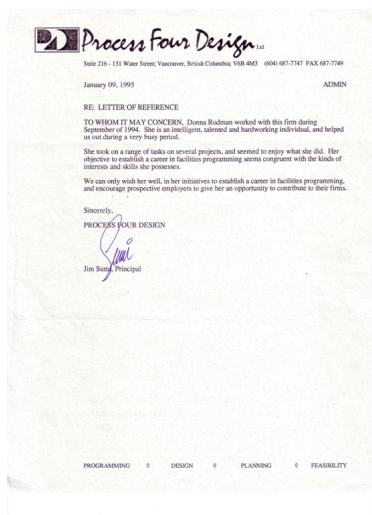 Process Four Design Ltd
Suite 216 - 131 Water Street; Vancouver, British Columbia; V6B 4M3 (604) 687-7747 FAX 687-7749
January 09, 1995 ADMIN
RE: LETTER OF REFERENCE
TO WHOM IT MAY CONCERN, Donna Rodman worked with this firm during
September of 1994. She is an intelligent, talented and hardworking individual, and helped
us out during a very busy period.
She took on a range of tasks on several projects, and seemed to enjoy what she did. Her
objective to establish a career in facilities programming seems congruent with the kinds of
interests and skills she possesses.
We can only wish her well, in her initiatives to establish a career in facilities programming,
and encourage prospective employers to give her an opportunity to contribute to their firms.
Sincerely,
PROCESS FOUR DESIGN
Jim , Principal
PROGRAMMING ◊ DESIGN ◊ PLANNING ◊ FEASIBILITY